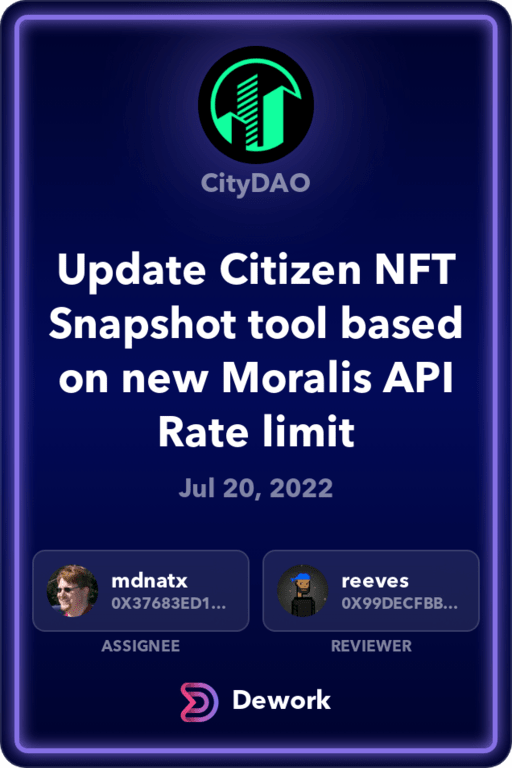 CityDAO
Update Citizen NFT
Snapshot tool based
on new Moralis API
Rate limit
Jul 20, 2022
mdnatx
0X37683ED1...
reeves
0X99DECFBB...
ASSIGNEE
REVIEWER
Dework